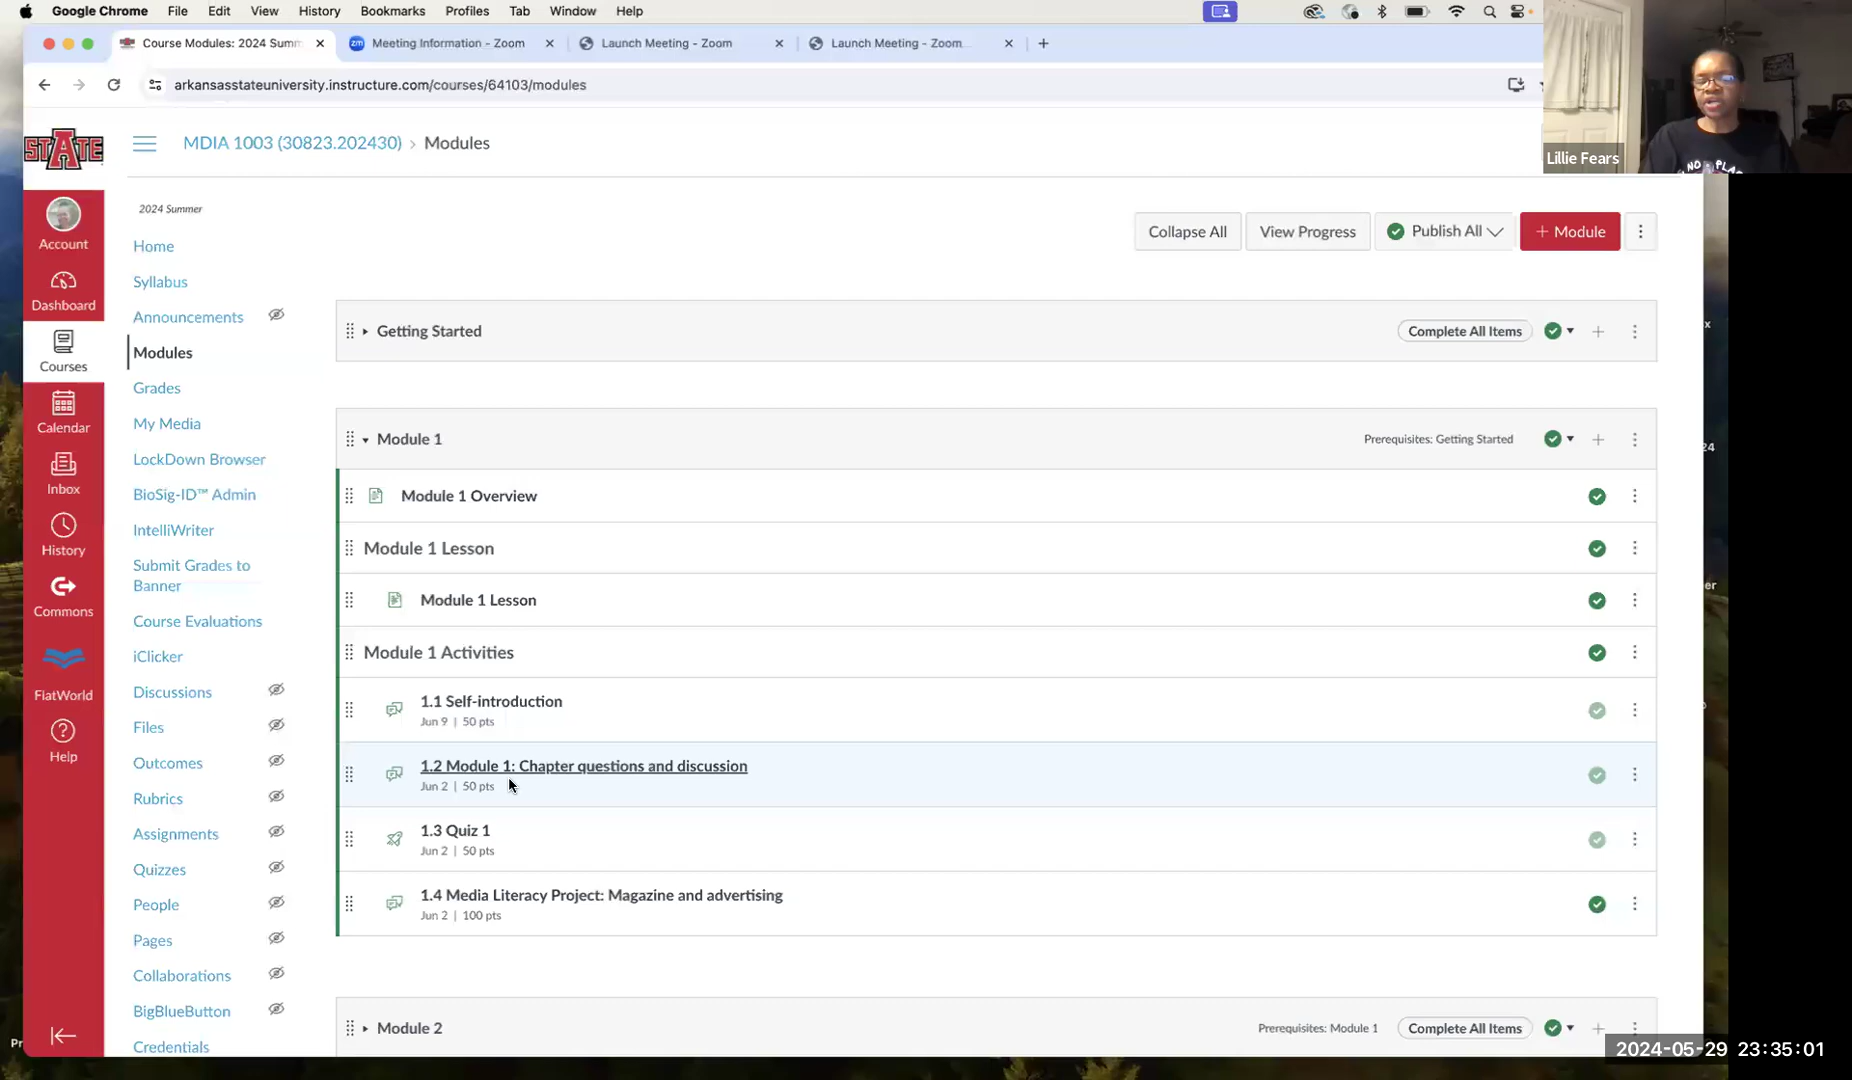 Google Chrome File Edit View History Bookmarks Profiles Tab Window Help
Course Modules: 2024 Summ
zm Meeting Information - Zoom
Launch Meeting - Zoom
Launch Meeting - Zoom
arkansasstateuniversity.instructure.com/courses/64103/modules
Lillie Fears
STATE
MDIA 1003 (30823.202430) › Modules
Account
Dashboard
Courses
Calendar
Inbox
History
Commons
FlatWorld
Help
2024 Summer
Home
Syllabus
Announcements
Modules
Grades
My Media
LockDown Browser
BioSig-ID™ Admin
IntelliWriter
Submit Grades to
Banner
Course Evaluations
iClicker
Discussions
Files
Outcomes
Rubrics
Assignments
Quizzes
People
Pages
Collaborations
BigBlueButton
Credentials
Collapse All View Progress Publish All + Module
Getting Started Complete All Items
Module 1 Prerequisites: Getting Started
Module 1 Overview
Module 1 Lesson
Module 1 Lesson
Module 1 Activities
1.1 Self-introduction
Jun 9 | 50 pts
1.2 Module 1: Chapter questions and discussion
Jun 2 | 50 pts
1.3 Quiz 1
Jun 2 | 50 pts
1.4 Media Literacy Project: Magazine and advertising
Jun 2 | 100 pts
Module 2 Prerequisites: Module 1 Complete All Items
2024-05-29 23:35:01